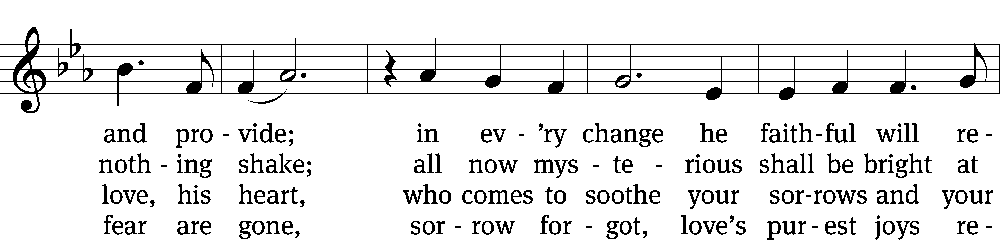 and pro - vide; in ev - ’ry change he faith - ful will re -
noth - ing shake; all now mys - te - rious shall be bright at
love, his heart, who comes to soothe your sor - rows and your
fear are gone, sor - row for - got, love’s pur - est joys re -